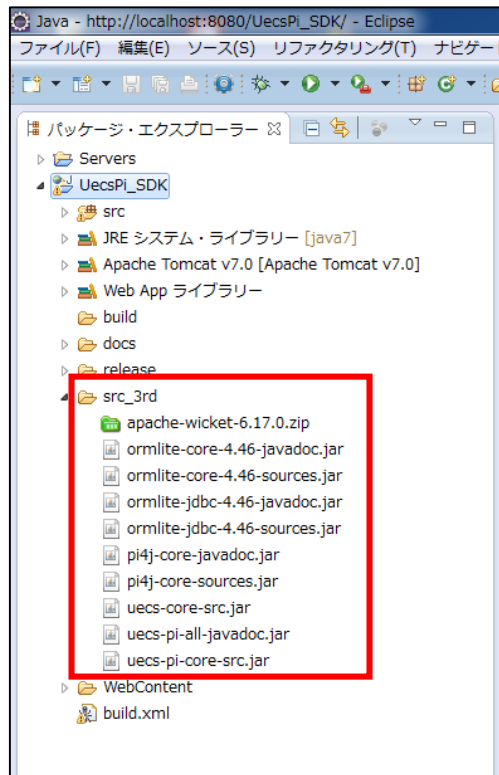 Java - http://localhost:8080/UecsPi_SDK/ - Eclipse
ファイル(F) 編集(E) ソース(S) リファクタリング(T) ナビゲー
パッケージ・エクスプローラー
Servers
UecsPi_SDK
src
JRE システム・ライブラリー [java7]
Apache Tomcat v7.0 [Apache Tomcat v7.0]
Web App ライブラリー
build
docs
release
src_3rd
apache-wicket-6.17.0.zip
ormlite-core-4.46-javadoc.jar
ormlite-core-4.46-sources.jar
ormlite-jdbc-4.46-javadoc.jar
ormlite-jdbc-4.46-sources.jar
pi4j-core-javadoc.jar
pi4j-core-sources.jar
uecs-core-src.jar
uecs-pi-all-javadoc.jar
uecs-pi-core-src.jar
WebContent
build.xml